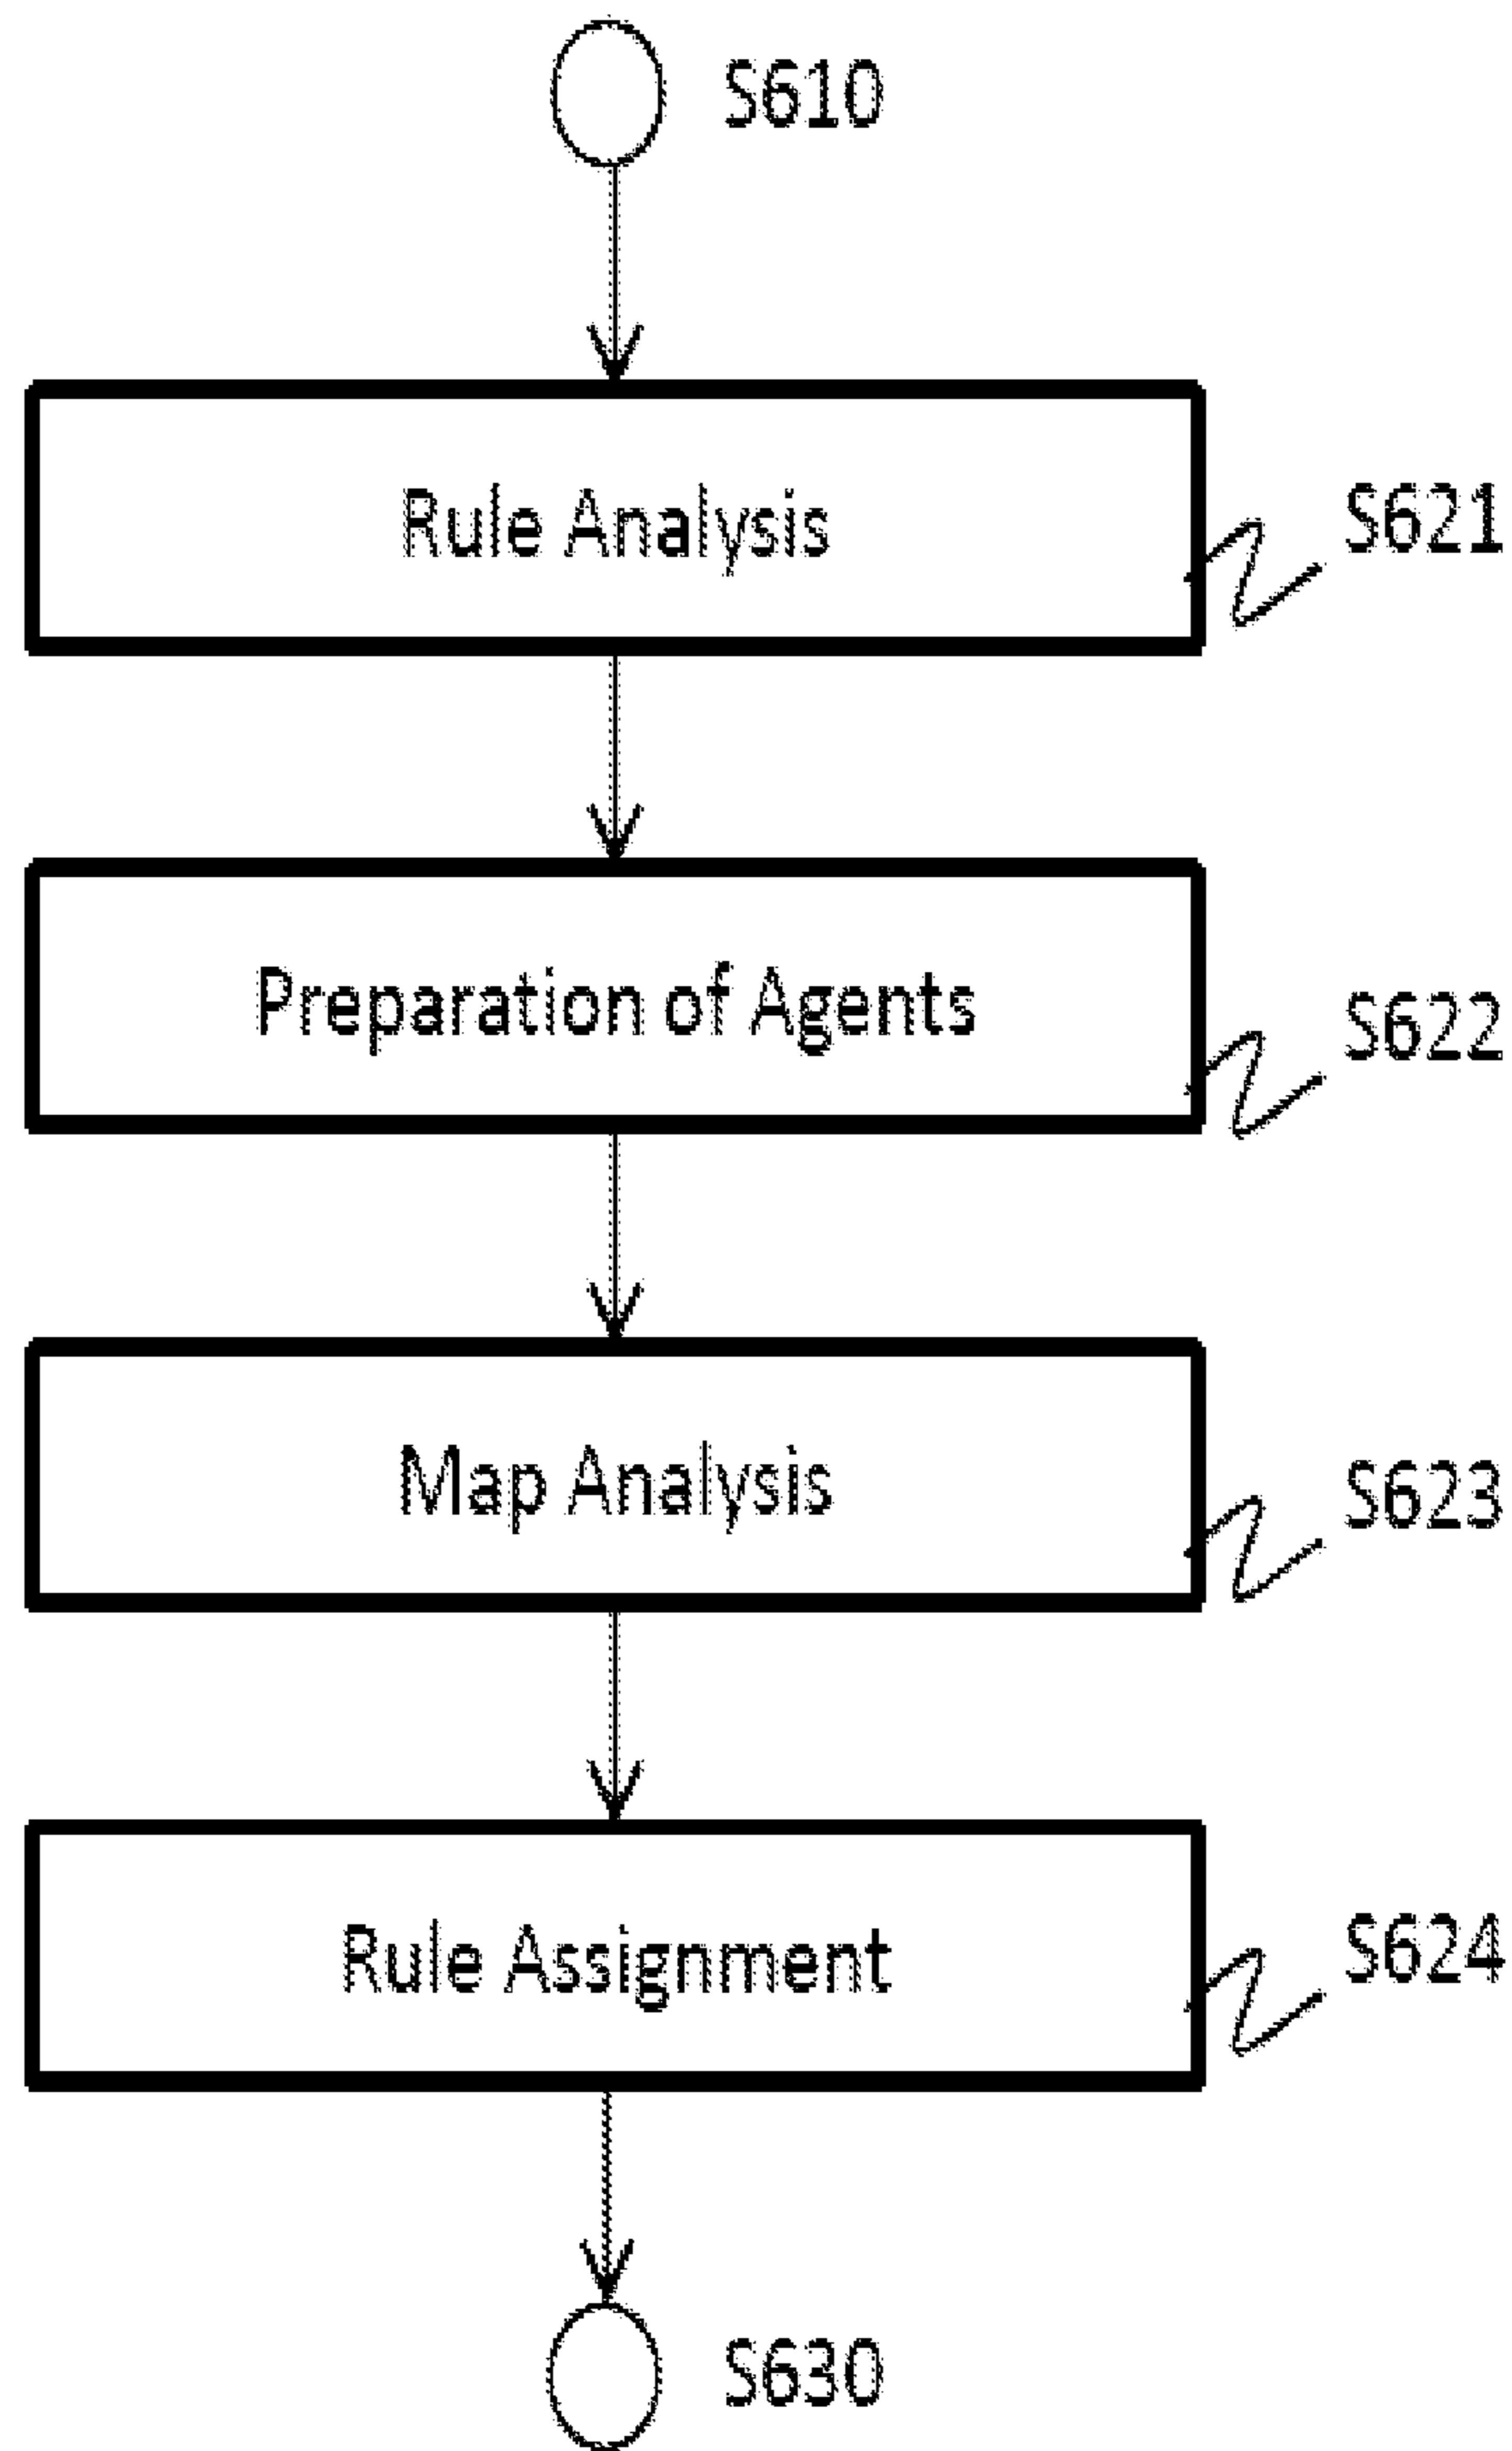 S610
Rule Analysis
S621
Preparation of Agents
S622
Map Analysis
S623
Rule Assignment
S624
S630